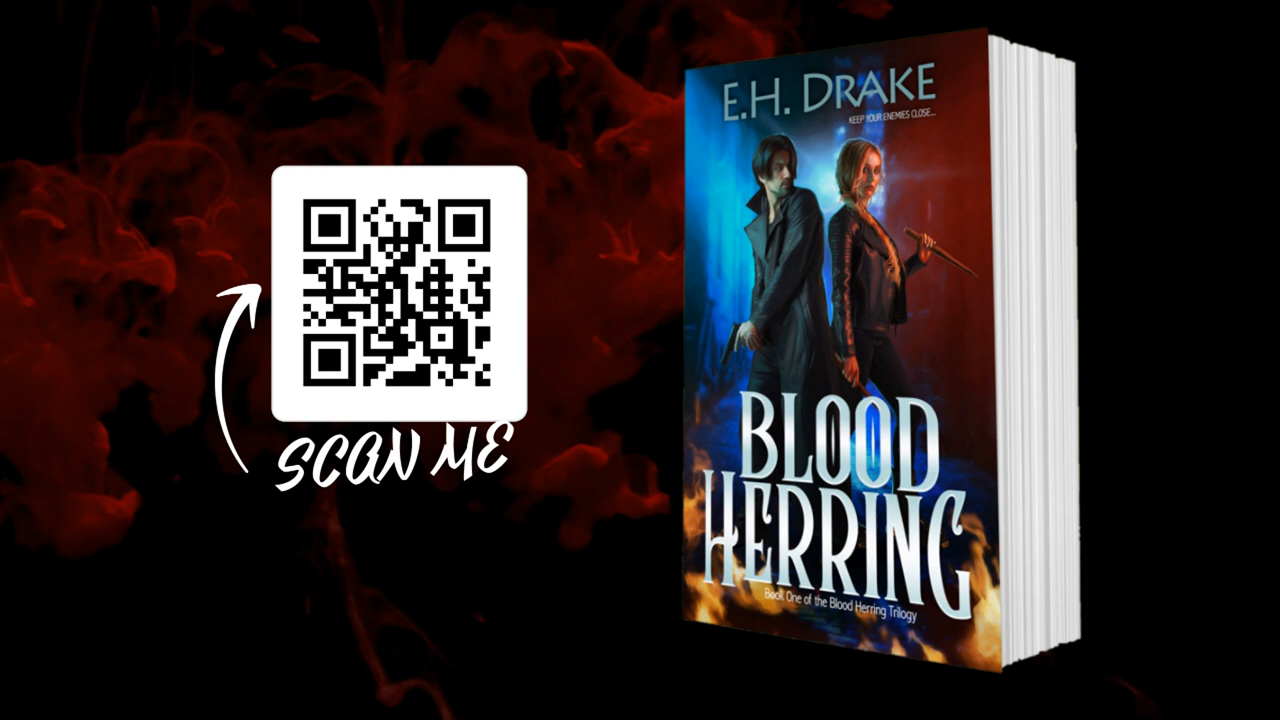 SCAN ME
E.H. DRAKE
KEEP YOUR ENEMIES CLOSE...
BLOOD
HERRING
Book One of the Blood Herring Trilogy